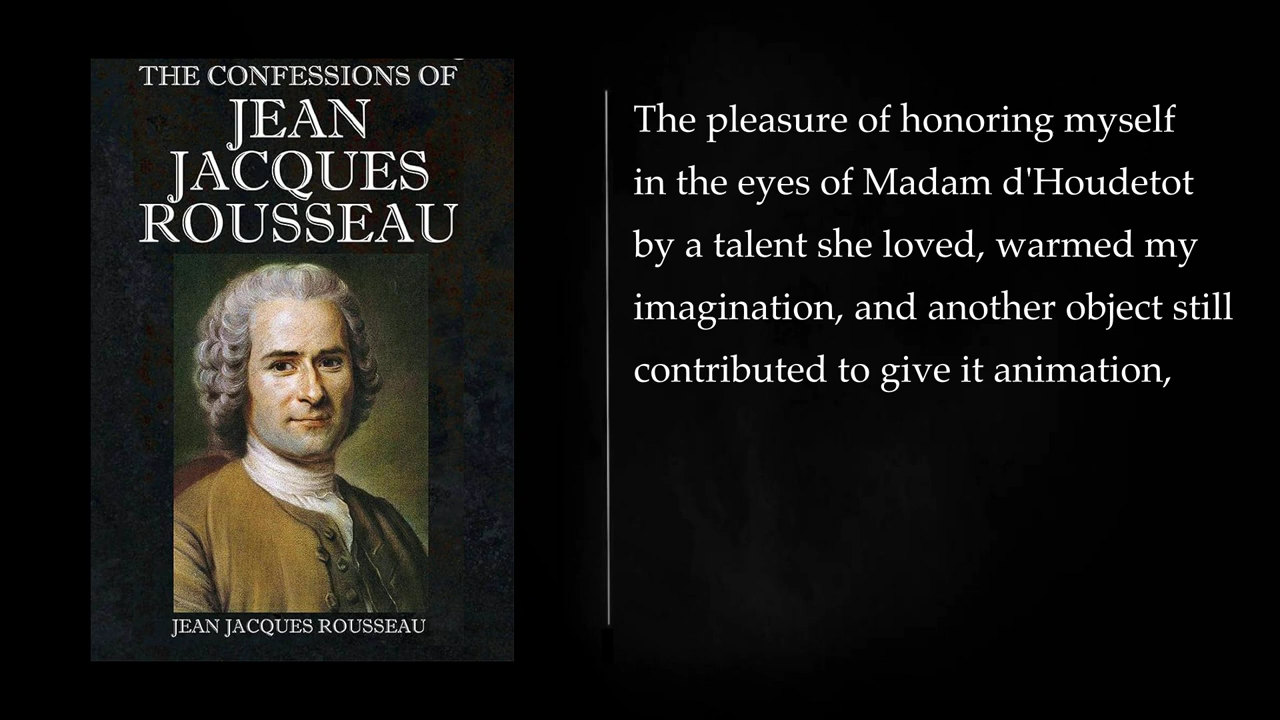 THE CONFESSIONS OF
JEAN
JACQUES
ROUSSEAU
JEAN JACQUES ROUSSEAU
The pleasure of honoring myself
in the eyes of Madam d'Houdetot
by a talent she loved, warmed my
imagination, and another object still
contributed to give it animation,